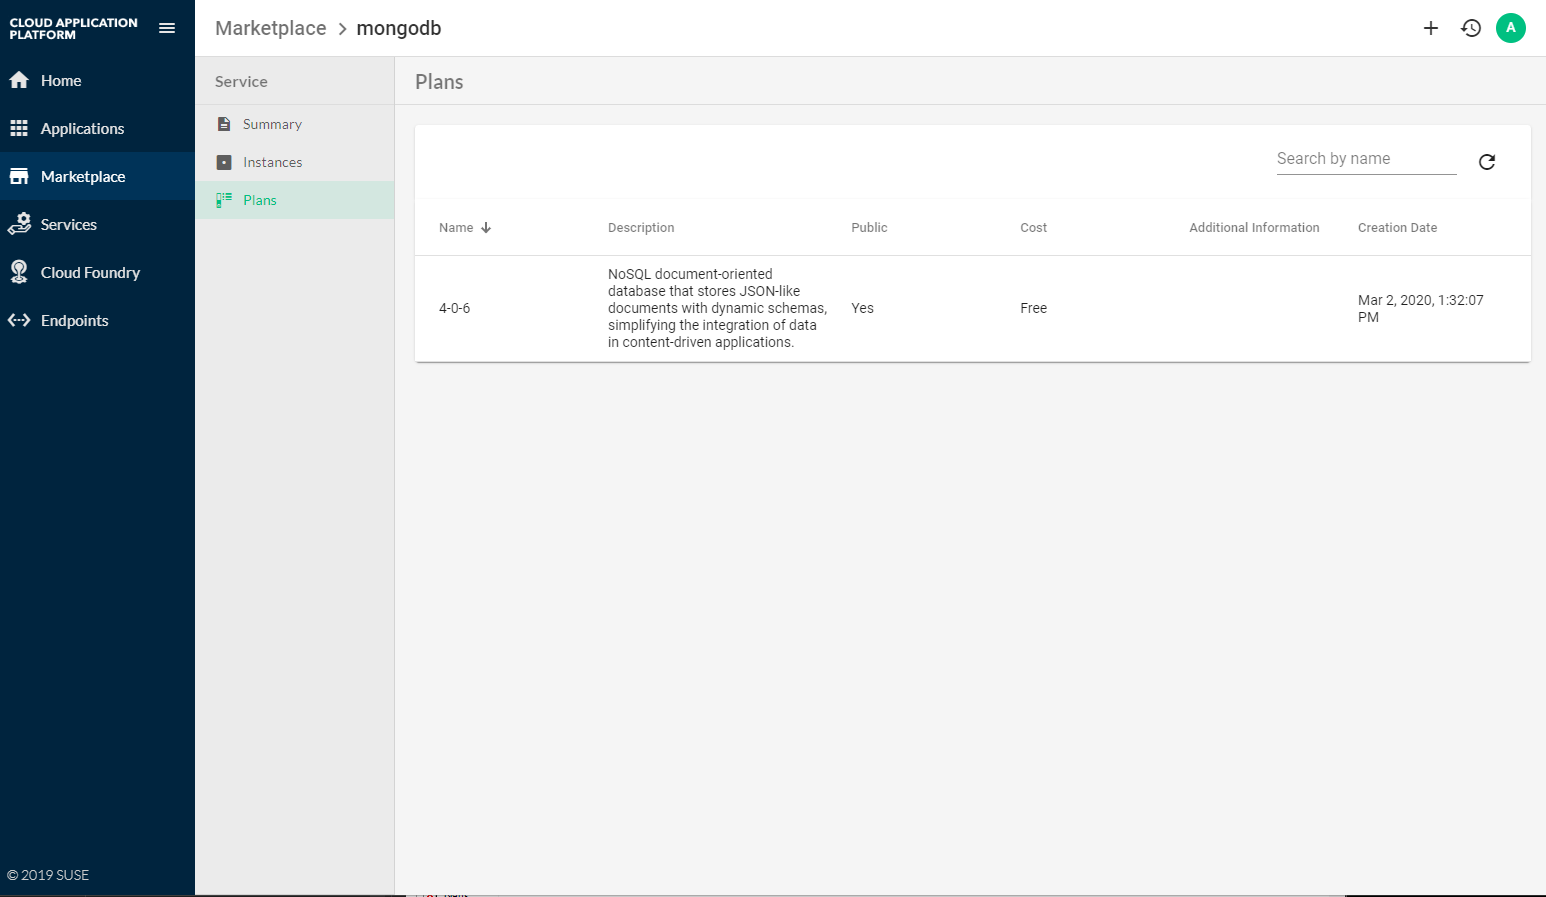 CLOUD APPLICATION
PLATFORM
Home
Applications
Marketplace
Services
Cloud Foundry
Endpoints
© 2019 SUSE
Marketplace > mongodb
A
Service
Summary
Instances
Plans
Plans
Search by name
Name Description Public Cost Additional Information Creation Date
4-0-6
NoSQL document-oriented
database that stores JSON-like
documents with dynamic schemas,
simplifying the integration of data
in content-driven applications.
Yes
Free
Mar 2, 2020, 1:32:07
PM